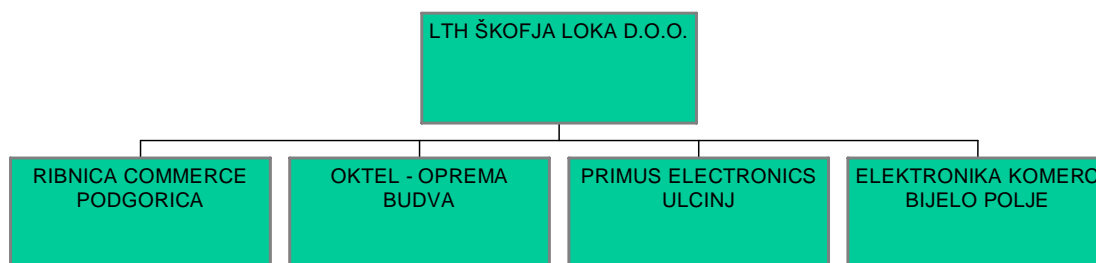 LTH ŠKOFJA LOKA D.O.O.
RIBNICA COMMERCE
PODGORICA
OKTEL - OPREMA
BUDVA
PRIMUS ELECTRONICS
ULCINJ
ELEKTRONIKA KOMERC
BIJELO POLJE